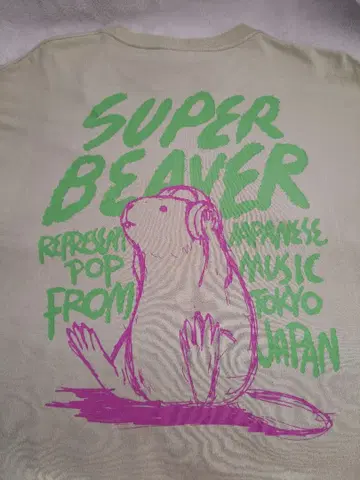 SUPER
BEAVER
REPRESENT JAPANESE
POP MUSIC
FROM TOKYO
JAPAN